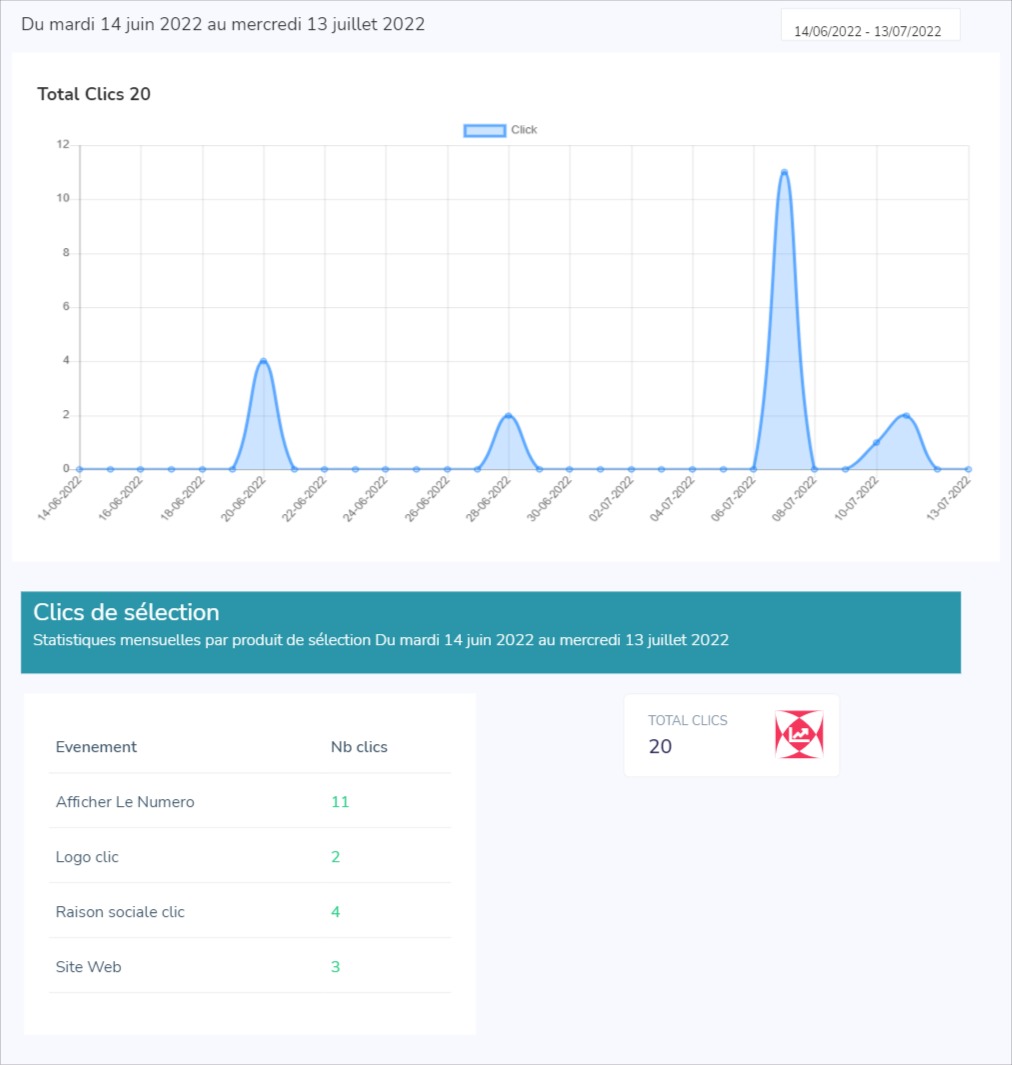 Du mardi 14 juin 2022 au mercredi 13 juillet 2022
14/06/2022 - 13/07/2022
Total Clics 20
Click
12
10
8
6
4
2
0
14-06-2022
16-06-2022
18-06-2022
20-06-2022
22-06-2022
24-06-2022
26-06-2022
28-06-2022
30-06-2022
02-07-2022
04-07-2022
06-07-2022
08-07-2022
10-07-2022
13-07-2022
Clics de sélection
Statistiques mensuelles par produit de sélection Du mardi 14 juin 2022 au mercredi 13 juillet 2022
Evenement Nb clics
Afficher Le Numero 11
Logo clic 2
Raison sociale clic 4
Site Web 3
TOTAL CLICS
20